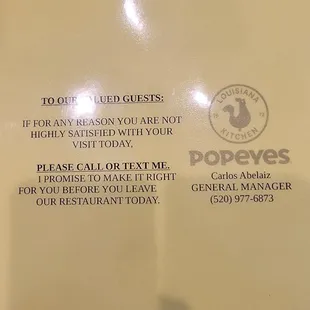 TO OUR VALUED GUESTS:
IF FOR ANY REASON YOU ARE NOT
HIGHLY SATISFIED WITH YOUR
VISIT TODAY,
PLEASE CALL OR TEXT ME.
I PROMISE TO MAKE IT RIGHT
FOR YOU BEFORE YOU LEAVE
OUR RESTAURANT TODAY.
LOUISIANA
KITCHEN
POPEYES
Carlos Abelaiz
GENERAL MANAGER
(520) 977-6873